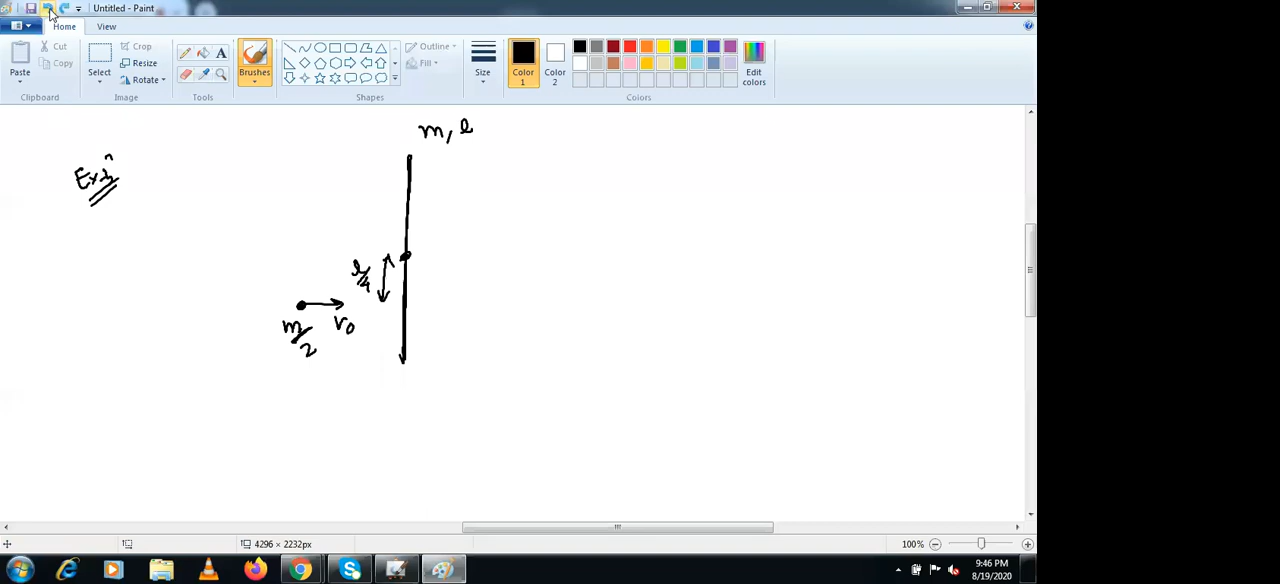 Untitled - Paint
Home View
Paste
Cut
Copy
Select
Crop
Resize
Rotate
Brushes
Outline
Fill
Size
Color 1
Color 2
Edit colors
Clipboard Image Tools Shapes Colors
m, l
l/4
v₀
m/2
4296 × 2232px
100%
9:46 PM
8/19/2020